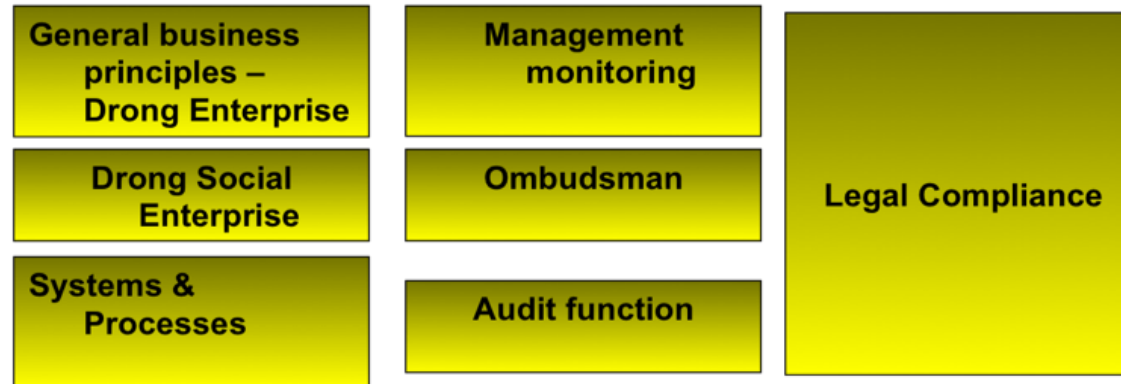 General business
principles –
Drong Enterprise
Drong Social
Enterprise
Systems &
Processes
Management
monitoring
Ombudsman
Audit function
Legal Compliance